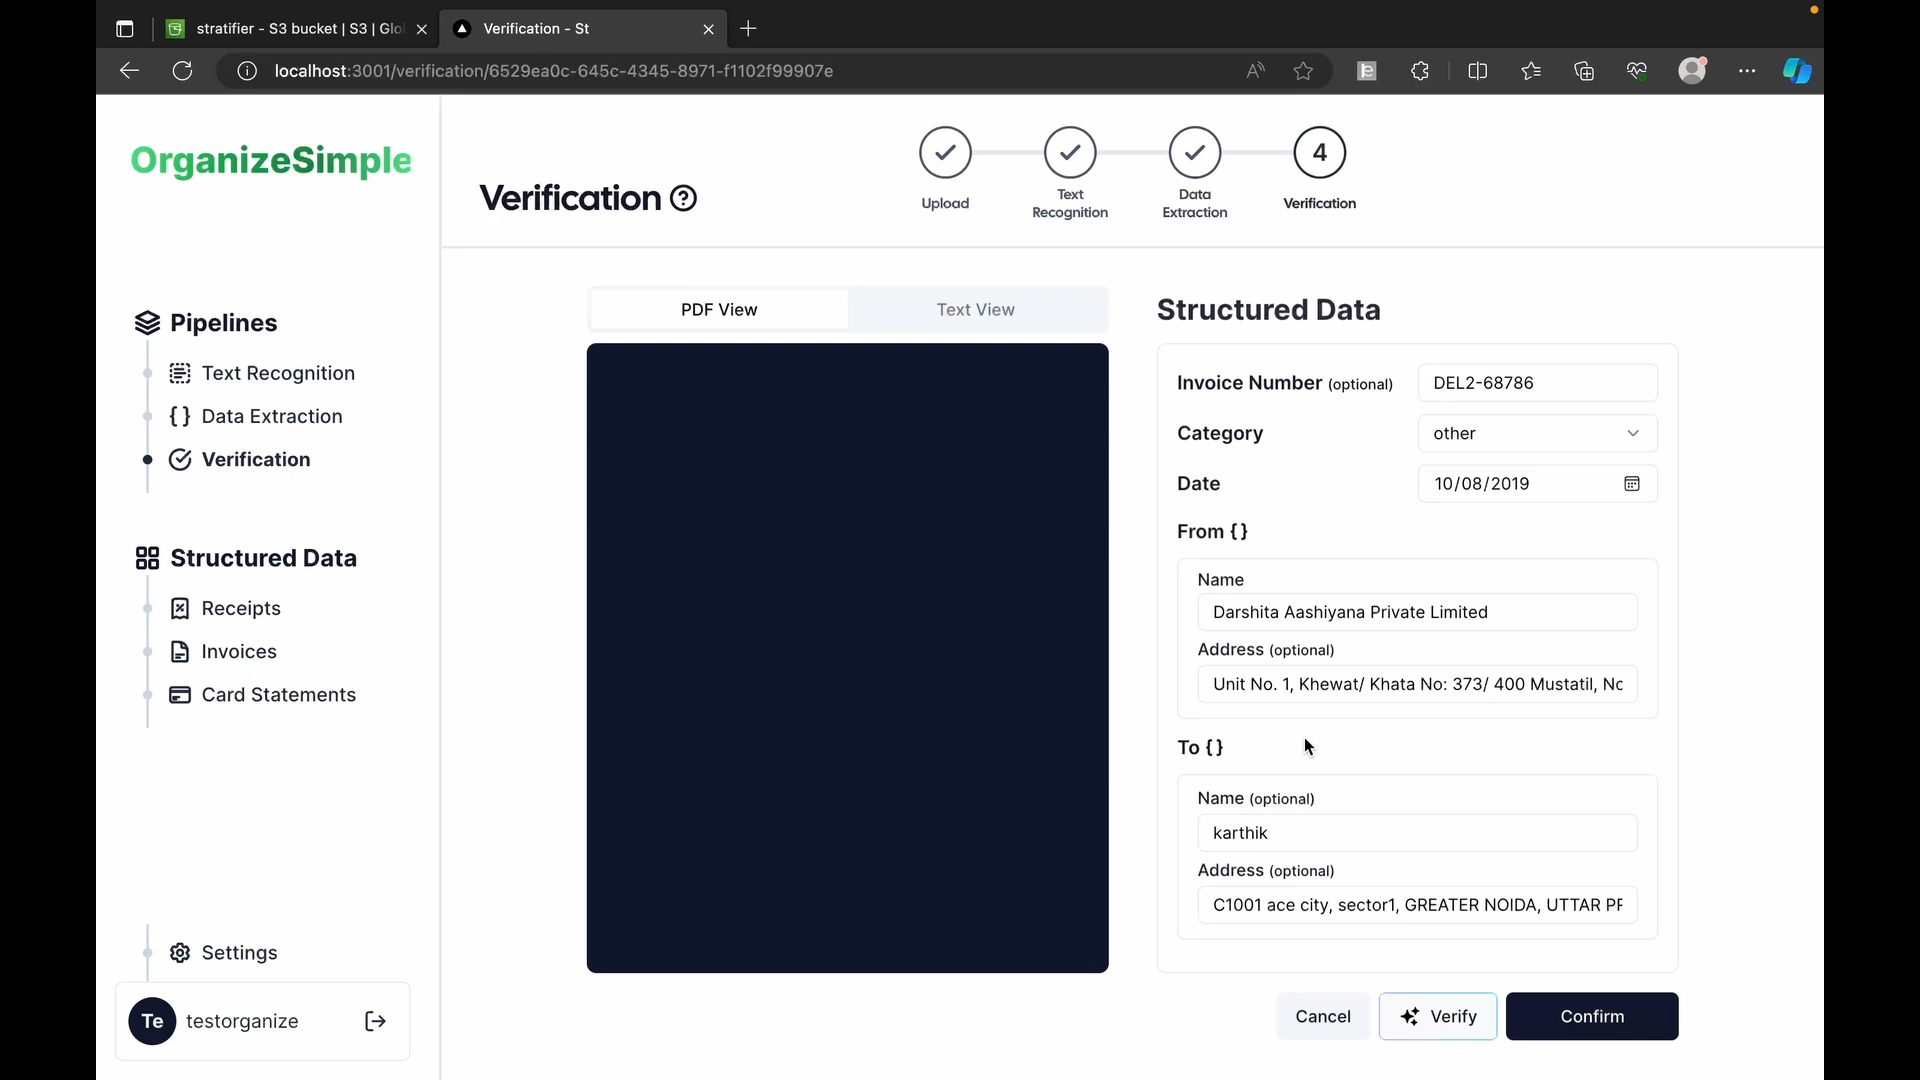 stratifier - S3 bucket | S3 | Glo
Verification - St
localhost:3001/verification/6529ea0c-645c-4345-8971-f1102f99907e
OrganizeSimple
Verification
4
Upload
Text
Recognition
Data
Extraction
Verification
Pipelines
Text Recognition
Data Extraction
Verification
Structured Data
Receipts
Invoices
Card Statements
Settings
Te
testorganize
PDF View
Text View
Structured Data
Invoice Number (optional)
DEL2-68786
Category
other
Date
10/08/2019
From { }
Name
Darshita Aashiyana Private Limited
Address (optional)
Unit No. 1, Khewat/ Khata No: 373/ 400 Mustatil, Nc
To { }
Name (optional)
karthik
Address (optional)
C1001 ace city, sector1, GREATER NOIDA, UTTAR PF
Cancel
Verify
Confirm